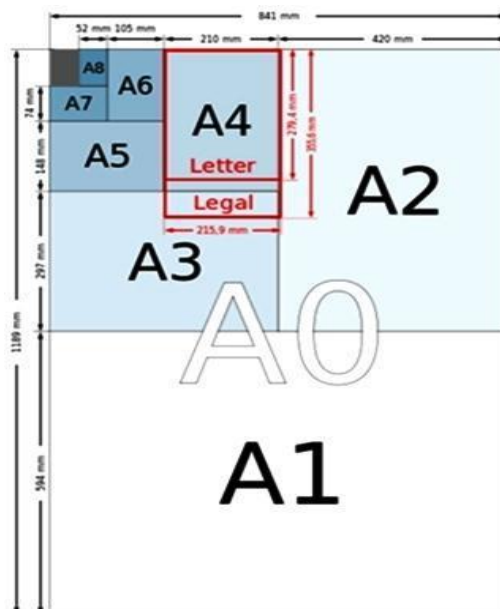 841 mm
52 mm 105 mm 210 mm 420 mm
A8
A7
A6
A5
A4
Letter
Legal
215,9 mm
279,4 mm
355,6 mm
A3
A2
A0
A1
74 mm
148 mm
297 mm
594 mm
1189 mm